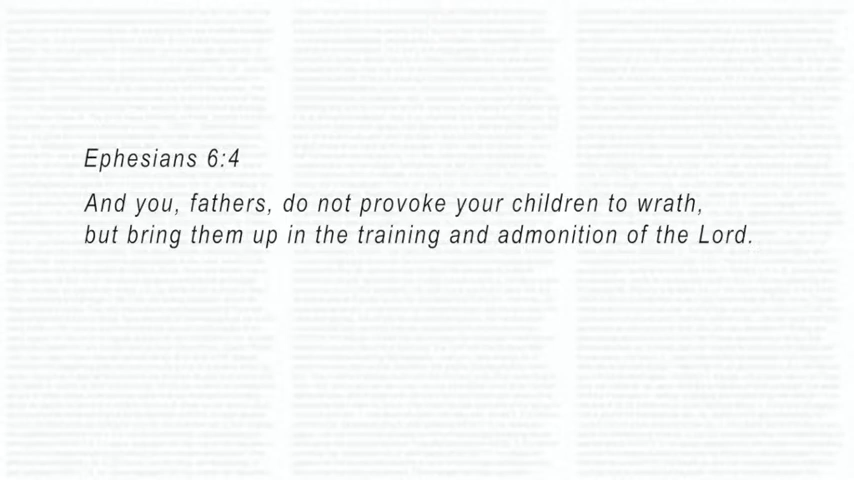 Ephesians 6:4
And you, fathers, do not provoke your children to wrath,
but bring them up in the training and admonition of the Lord.